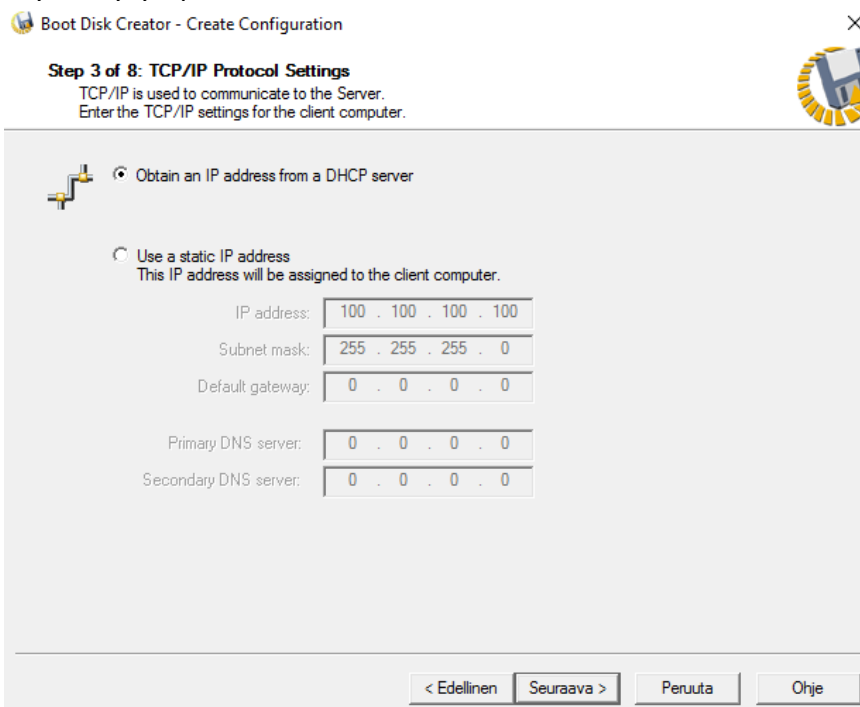 Boot Disk Creator - Create Configuration
Step 3 of 8: TCP/IP Protocol Settings
TCP/IP is used to communicate to the Server.
Enter the TCP/IP settings for the client computer.
Obtain an IP address from a DHCP server
Use a static IP address
This IP address will be assigned to the client computer.
IP address: 100 . 100 . 100 . 100
Subnet mask: 255 . 255 . 255 . 0
Default gateway: 0 . 0 . 0 . 0
Primary DNS server: 0 . 0 . 0 . 0
Secondary DNS server: 0 . 0 . 0 . 0
< Edellinen Seuraava > Peruuta Ohje